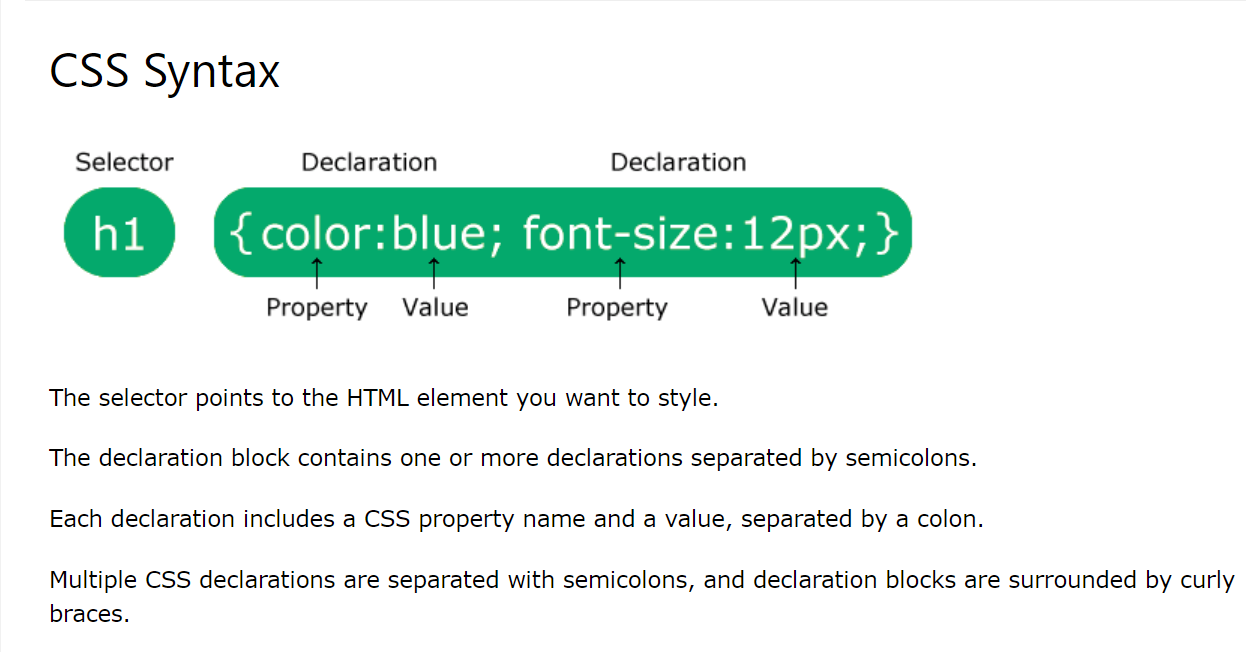 CSS Syntax
Selector Declaration Declaration
h1 {color:blue; font-size:12px;}
Property Value Property Value
The selector points to the HTML element you want to style.
The declaration block contains one or more declarations separated by semicolons.
Each declaration includes a CSS property name and a value, separated by a colon.
Multiple CSS declarations are separated with semicolons, and declaration blocks are surrounded by curly
braces.